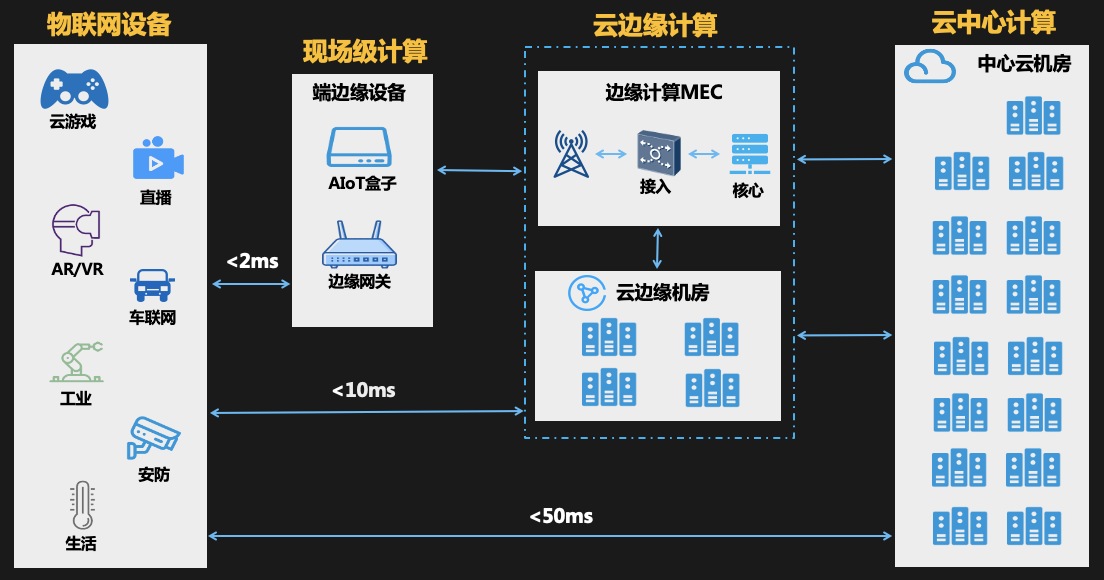 物联网设备
云游戏
直播
AR/VR
车联网
工业
安防
生活
<2ms
<10ms
<50ms
现场级计算
端边缘设备
AIoT盒子
边缘网关
云边缘计算
边缘计算MEC
接入
核心
云边缘机房
云中心计算
中心云机房